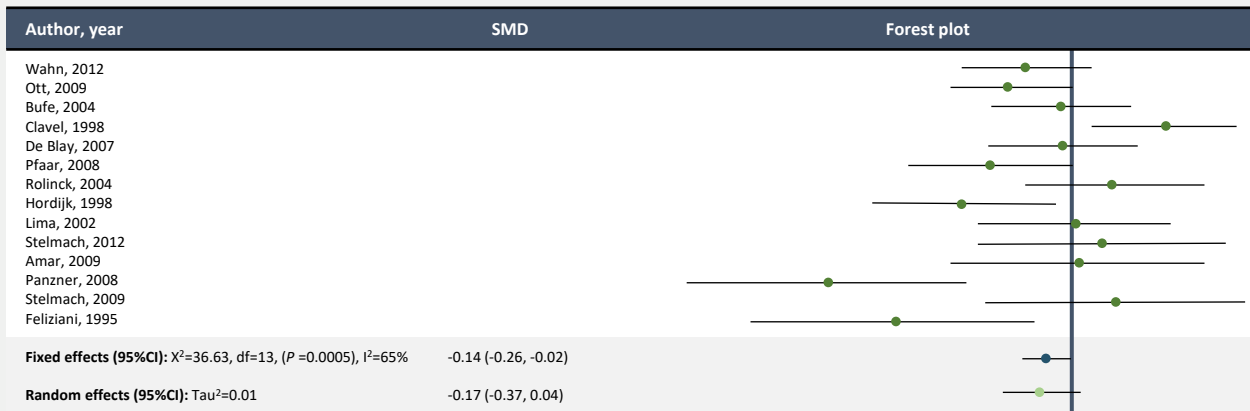 Author, year SMD Forest plot
Wahn, 2012
Ott, 2009
Bufe, 2004
Clavel, 1998
De Blay, 2007
Pfaar, 2008
Rolinck, 2004
Hordijk, 1998
Lima, 2002
Stelmach, 2012
Amar, 2009
Panzner, 2008
Stelmach, 2009
Feliziani, 1995
Fixed effects (95%CI): X²=36.63, df=13, (P =0.0005), I²=65% -0.14 (-0.26, -0.02)
Random effects (95%CI): Tau²=0.01 -0.17 (-0.37, 0.04)